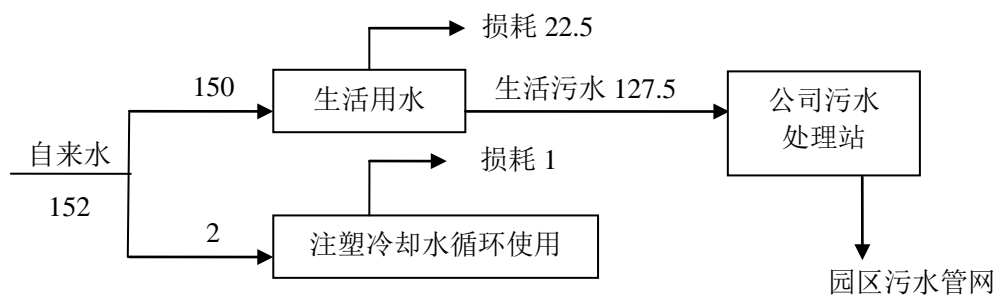 损耗 22.5
150
生活用水
生活污水 127.5
公司污水
处理站
自来水
152
损耗 1
2
注塑冷却水循环使用
园区污水管网